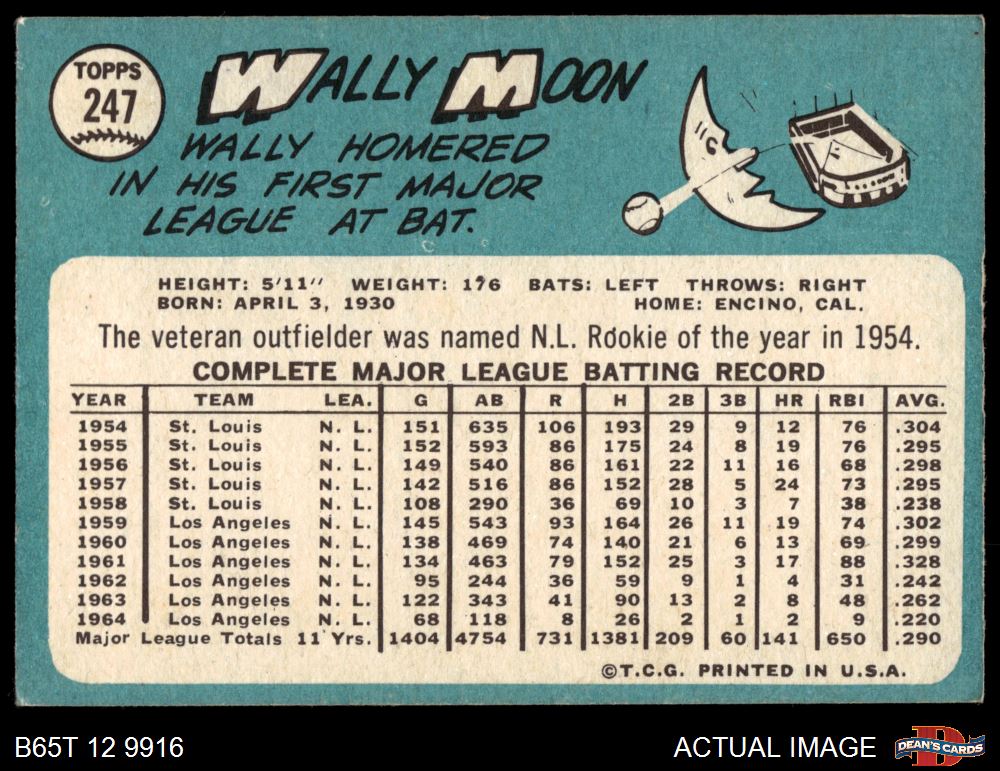 TOPPS
247
WALLY MOON
WALLY HOMERED
IN HIS FIRST MAJOR
LEAGUE AT BAT.
HEIGHT: 5'11" WEIGHT: 176 BATS: LEFT THROWS: RIGHT
BORN: APRIL 3, 1930 HOME: ENCINO, CAL.
The veteran outfielder was named N.L. Rookie of the year in 1954.
COMPLETE MAJOR LEAGUE BATTING RECORD
YEAR TEAM LEA. G AB R H 2B 3B HR RBI AVG.
1954 St. Louis N. L. 151 635 106 193 29 9 12 76 .304
1955 St. Louis N. L. 152 593 86 175 24 8 19 76 .295
1956 St. Louis N. L. 149 540 86 161 22 11 16 68 .298
1957 St. Louis N. L. 142 516 86 152 28 5 24 73 .295
1958 St. Louis N. L. 108 290 36 69 10 3 7 38 .238
1959 Los Angeles N. L. 145 543 93 164 26 11 19 74 .302
1960 Los Angeles N. L. 138 469 74 140 21 6 13 69 .299
1961 Los Angeles N. L. 134 463 79 152 25 3 17 88 .328
1962 Los Angeles N. L. 95 244 36 59 9 1 4 31 .242
1963 Los Angeles N. L. 122 343 41 90 13 2 8 48 .262
1964 Los Angeles N. L. 68 118 8 26 2 1 2 9 .220
Major League Totals 11 Yrs. 1404 4754 731 1381 209 60 141 650 .290
©T.C.G. PRINTED IN U.S.A.
B65T 12 9916
ACTUAL IMAGE
DEAN'S CARDS